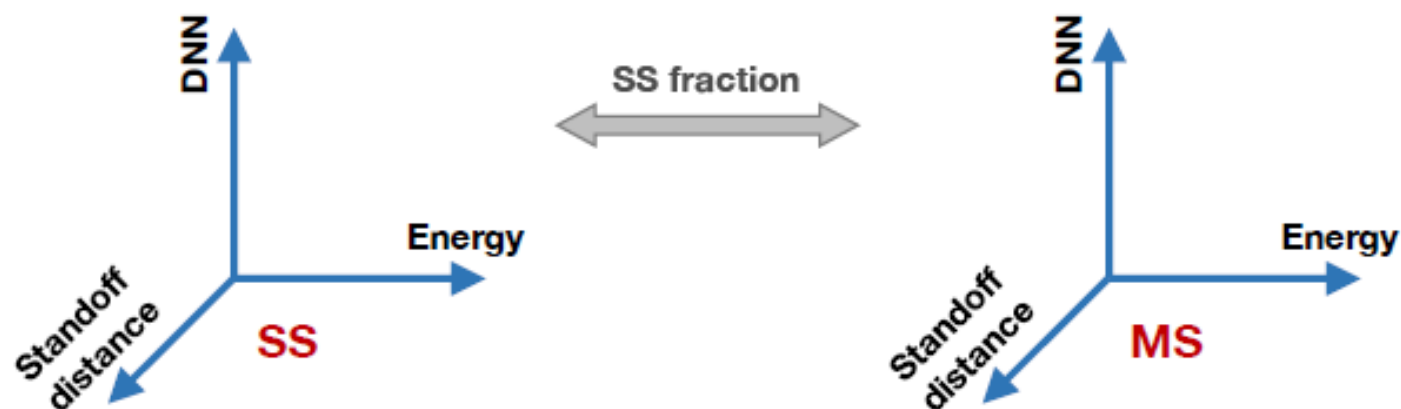 DNN
Energy
Standoff
distance
SS
SS fraction
DNN
Energy
Standoff
distance
MS